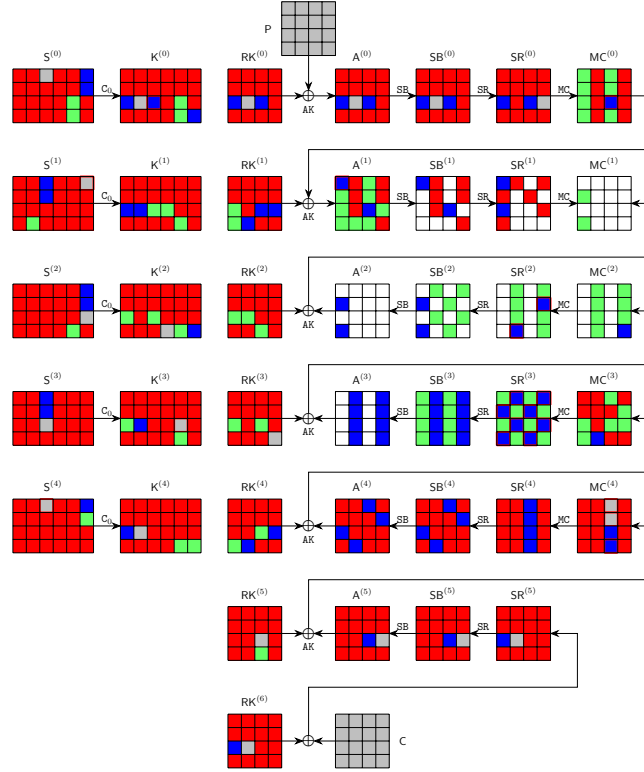 P
S(0) K(0) RK(0) A(0) SB(0) SR(0) MC(0)
C0 AK SB SR MC
S(1) K(1) RK(1) A(1) SB(1) SR(1) MC(1)
C0 AK SB SR MC
S(2) K(2) RK(2) A(2) SB(2) SR(2) MC(2)
C0 AK SB SR MC
S(3) K(3) RK(3) A(3) SB(3) SR(3) MC(3)
C0 AK SB SR MC
S(4) K(4) RK(4) A(4) SB(4) SR(4) MC(4)
C0 AK SB SR MC
RK(5) A(5) SB(5) SR(5)
AK SB SR
RK(6)
C